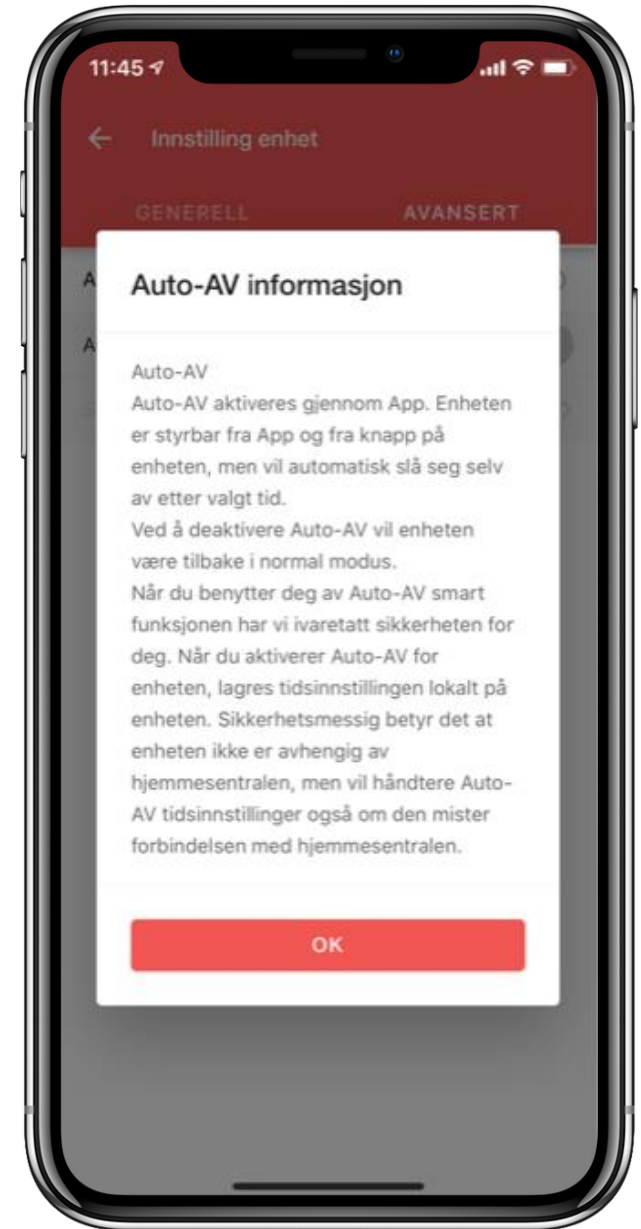 11:45
Innstilling enhet
GENERELL AVANSERT
A
Auto-AV informasjon
A
Auto-AV
Auto-AV aktiveres gjennom App. Enheten
er styrbar fra App og fra knapp på
enheten, men vil automatisk slå seg selv
av etter valgt tid.
Ved å deaktivere Auto-AV vil enheten
være tilbake i normal modus.
Når du benytter deg av Auto-AV smart
funksjonen har vi ivaretatt sikkerheten for
deg. Når du aktiverer Auto-AV for
enheten, lagres tidsinnstillingen lokalt på
enheten. Sikkerhetsmessig betyr det at
enheten ikke er avhengig av
hjemmesentralen, men vil håndtere Auto-
AV tidsinnstillinger også om den mister
forbindelsen med hjemmesentralen.
OK